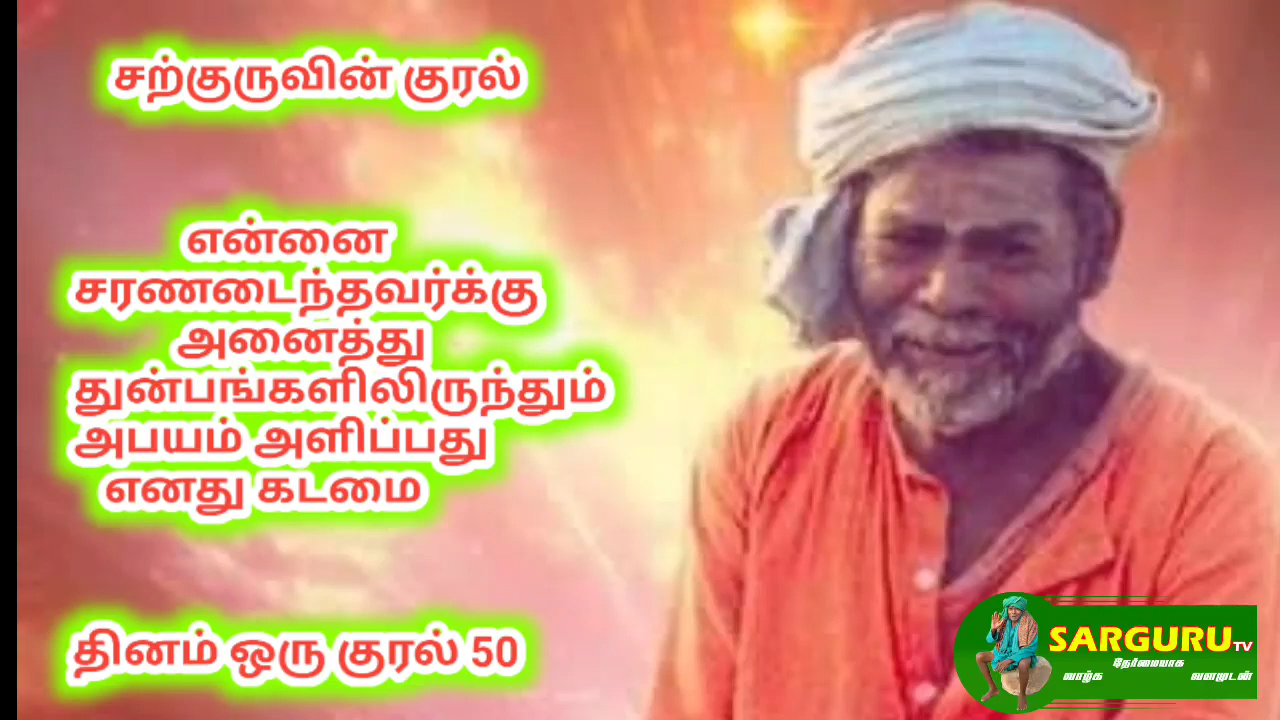 சற்குருவின் குரல்
என்னை
சரணடைந்தவர்க்கு
அனைத்து
துன்பங்களிலிருந்தும்
அபயம் அளிப்பது
எனது கடமை
தினம் ஒரு குரல் 50
SARGURU TV
நேர்மையாக
வாழ்க வளமுடன்